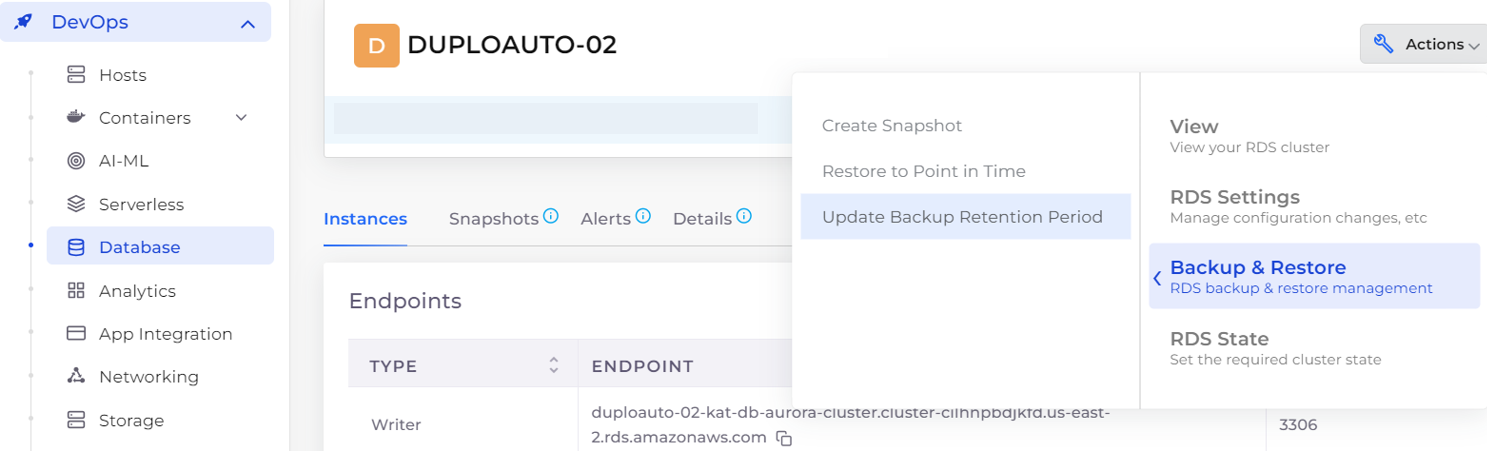 DevOps
Hosts
Containers
AI-ML
Serverless
Database
Analytics
App Integration
Networking
Storage
D DUPLOAUTO-02
Actions
Create Snapshot
Restore to Point in Time
Update Backup Retention Period
View
View your RDS cluster
RDS Settings
Manage configuration changes, etc
Backup & Restore
RDS backup & restore management
RDS State
Set the required cluster state
Instances Snapshots Alerts Details
Endpoints
TYPE ENDPOINT
Writer
duploauto-02-kat-db-aurora-cluster.cluster-cilhnpbdjkfd.us-east-
2.rds.amazonaws.com
3306